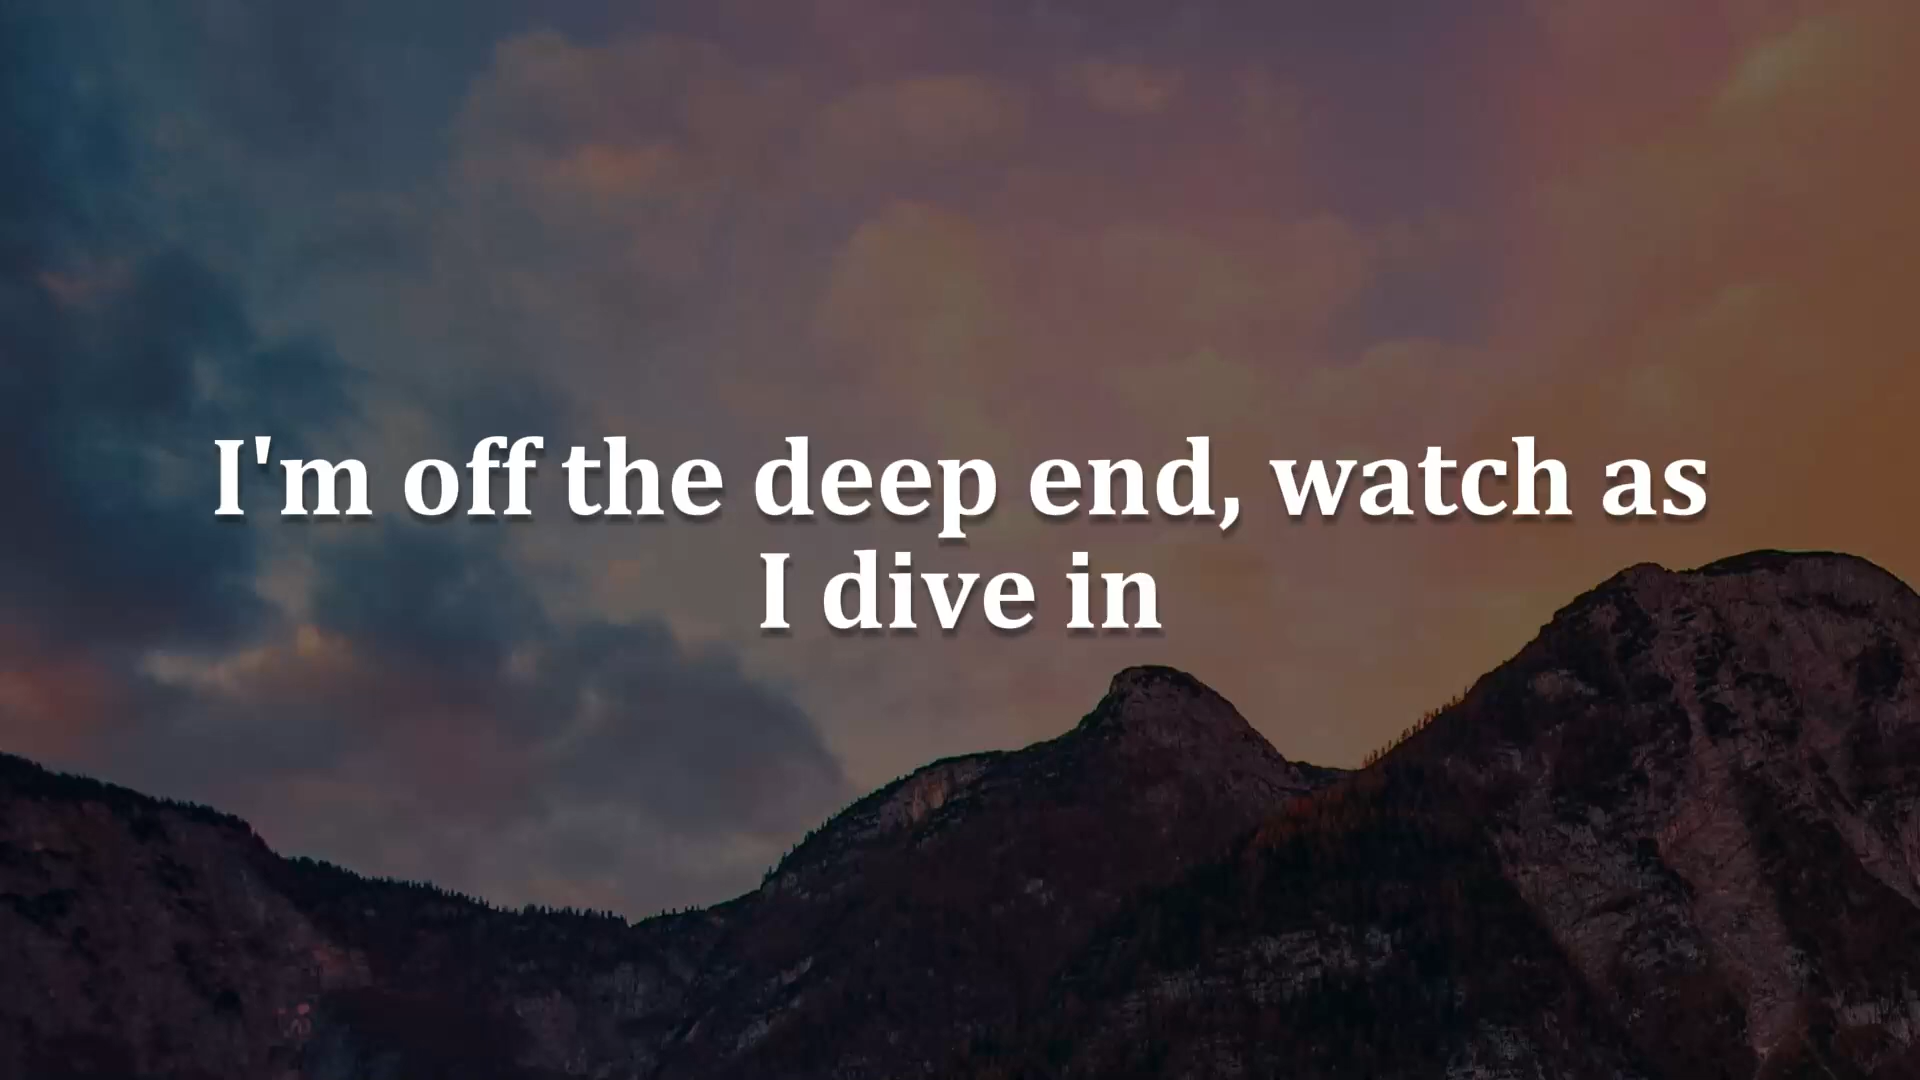 I'm off the deep end, watch as
I dive in